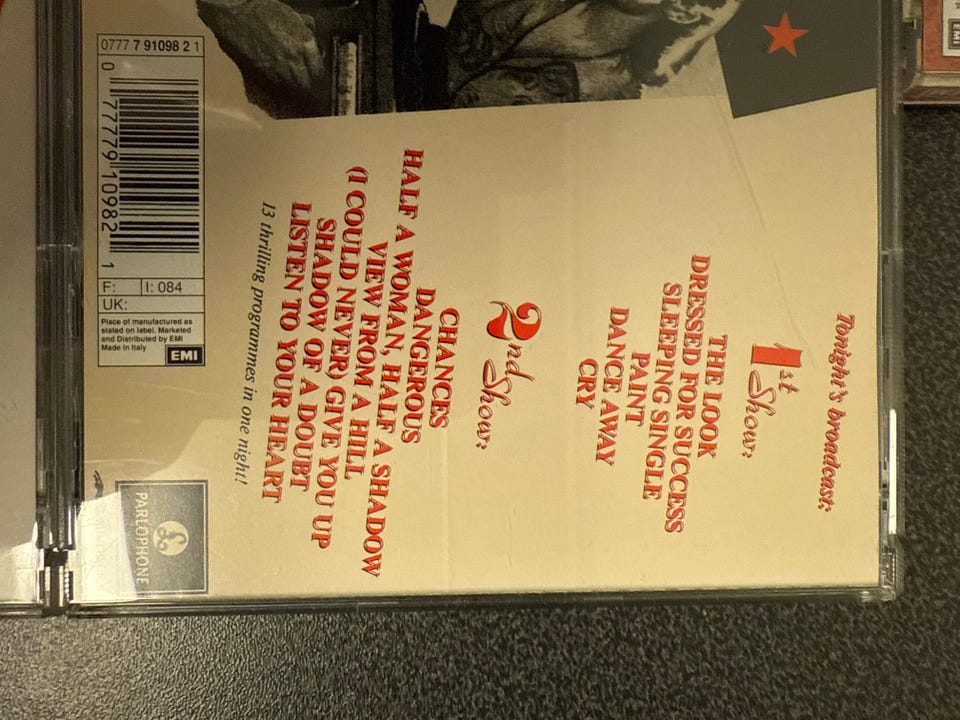 Tonight's broadcast:
1st Show:
THE LOOK
DRESSED FOR SUCCESS
SLEEPING SINGLE
PAINT
DANCE AWAY
CRY
2nd Show:
CHANCES
DANGEROUS
HALF A WOMAN, HALF A SHADOW
VIEW FROM A HILL
(I COULD NEVER) GIVE YOU UP
SHADOW OF A DOUBT
LISTEN TO YOUR HEART
13 thrilling programmes in one night!
0777 7 91098 2 1
0 77779 10982 1
F: I: 084
UK:
Place of manufactured as
stated on label. Marketed
and Distributed by EMI
Made in Italy
EMI
PARLOPHONE
EMI